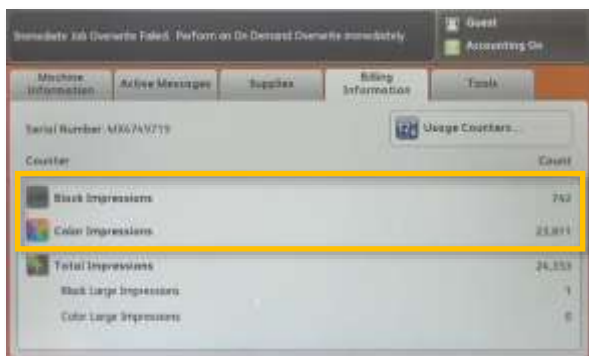 Immediate Job Overwrite Failed. Perform an On Demand Overwrite immediately.
Guest
Accounting On
Machine Information
Active Messages
Supplies
Billing Information
Tools
Serial Number: MX6749719
Usage Counters...
Counter Count
Black Impressions 742
Color Impressions 23,611
Total Impressions 24,353
Black Large Impressions 1
Color Large Impressions 0